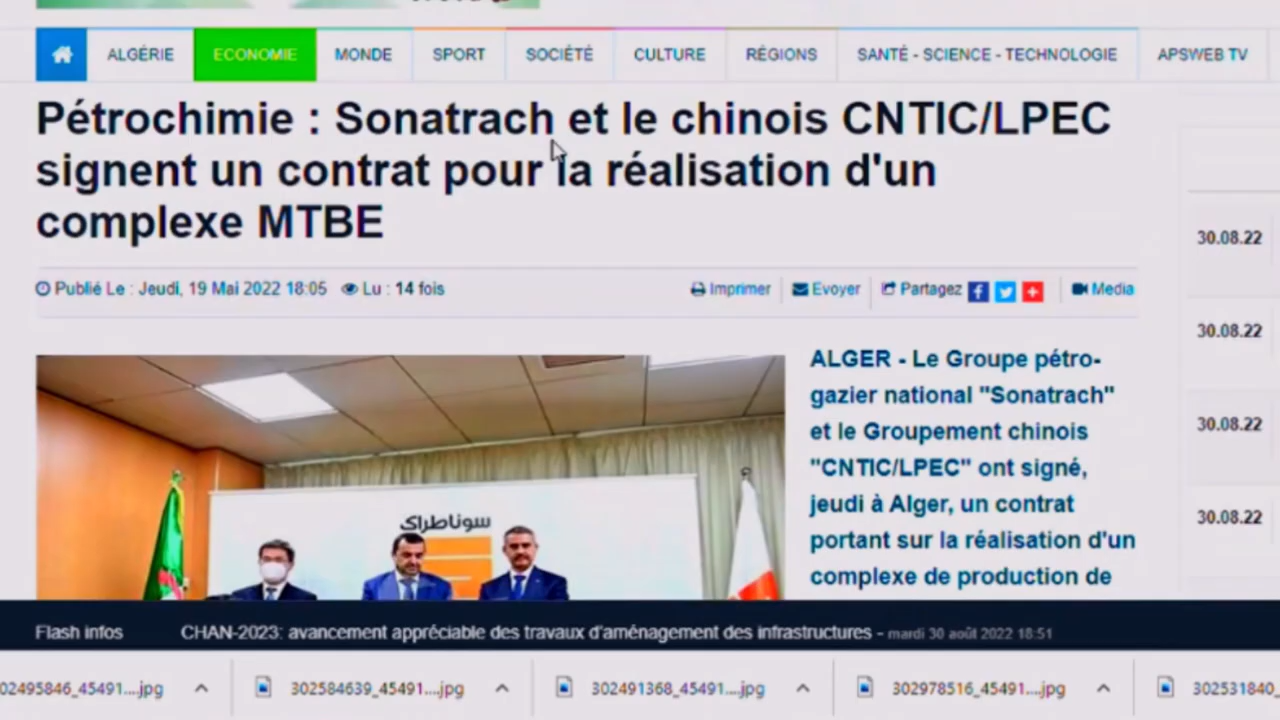 ALGÉRIE ECONOMIE MONDE SPORT SOCIÉTÉ CULTURE RÉGIONS SANTÉ - SCIENCE - TECHNOLOGIE APSWEB TV
Pétrochimie : Sonatrach et le chinois CNTIC/LPEC
signent un contrat pour la réalisation d'un
complexe MTBE
Publié Le : Jeudi, 19 Mai 2022 18:05 Lu : 14 fois
Imprimer Evoyer Partagez Media
ALGER - Le Groupe pétro-
gazier national "Sonatrach"
et le Groupement chinois
"CNTIC/LPEC" ont signé,
jeudi à Alger, un contrat
portant sur la réalisation d'un
complexe de production de
سوناطراك
30.08.22
30.08.22
30.08.22
30.08.22
Flash infos CHAN-2023: avancement appréciable des travaux d'aménagement des infrastructures - mardi 30 août 2022 18:51
02495846_45491....jpg 302584639_45491....jpg 302491368_45491....jpg 302978516_45491....jpg 302531840_